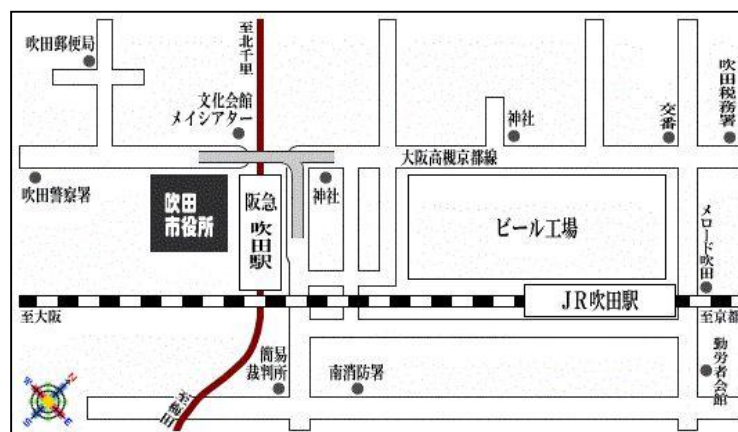 吹田郵便局
至北千里
文化会館
メイシアター
神社
交番
吹田税務署
大阪高槻京都線
吹田警察署
吹田
市役所
阪急
吹田駅
神社
ビール工場
メロード吹田
JR吹田駅
至大阪
至京都
簡易
裁判所
南消防署
勤労者会館
N
S
E